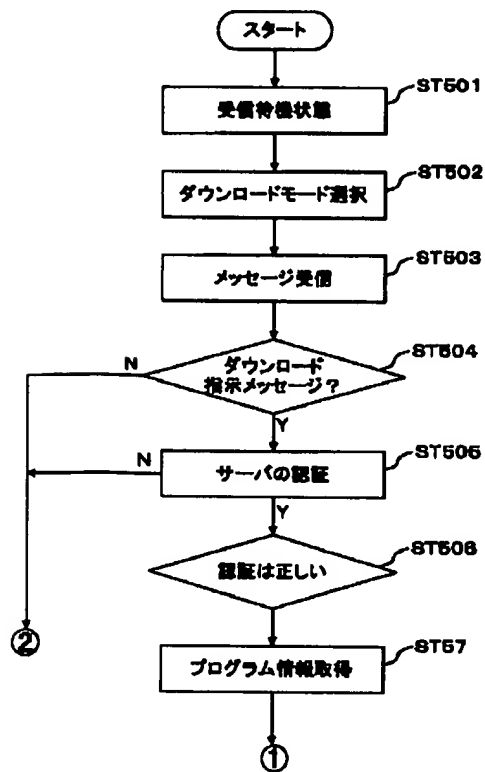 スタート
ST501
受信待機状態
ST502
ダウンロードモード選択
ST503
メッセージ受信
ST504
N
ダウンロード
指示メッセージ？
Y
ST505
N
サーバの認証
Y
ST506
認証は正しい
②
ST57
プログラム情報取得
①